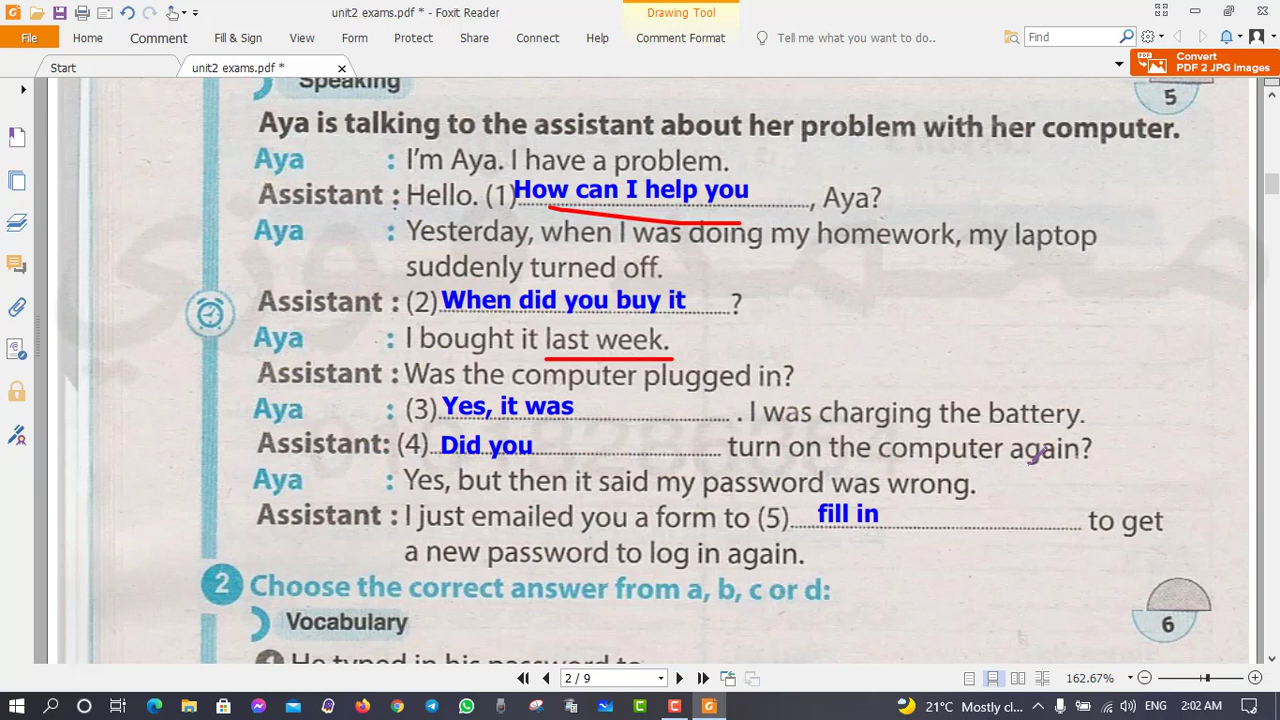 unit2 exams.pdf * - Foxit Reader
Drawing Tool
File Home Comment Fill & Sign View Form Protect Share Connect Help Comment Format Tell me what you want to do.. Find
Start unit2 exams.pdf *
Convert
PDF 2 JPG Images
Speaking
5
Aya is talking to the assistant about her problem with her computer.
Aya : I'm Aya. I have a problem.
Assistant : Hello. (1) How can I help you, Aya?
Aya : Yesterday, when I was doing my homework, my laptop
suddenly turned off.
Assistant : (2) When did you buy it ?
Aya : I bought it last week.
Assistant : Was the computer plugged in?
Aya : (3) Yes, it was . I was charging the battery.
Assistant: (4) Did you turn on the computer again?
Aya : Yes, but then it said my password was wrong.
Assistant : I just emailed you a form to (5) fill in to get
a new password to log in again.
2 Choose the correct answer from a, b, c or d:
Vocabulary
6
He typed in his password to
2 / 9
162.67%
21°C Mostly cl... ENG 2:02 AM